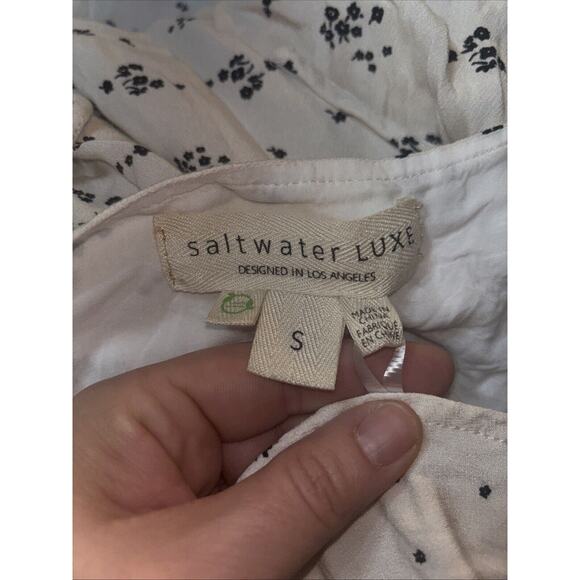 saltwater LUXE
DESIGNED IN LOS ANGELES
S
MADE IN
CHINA
FABRIQUE
EN CHINE